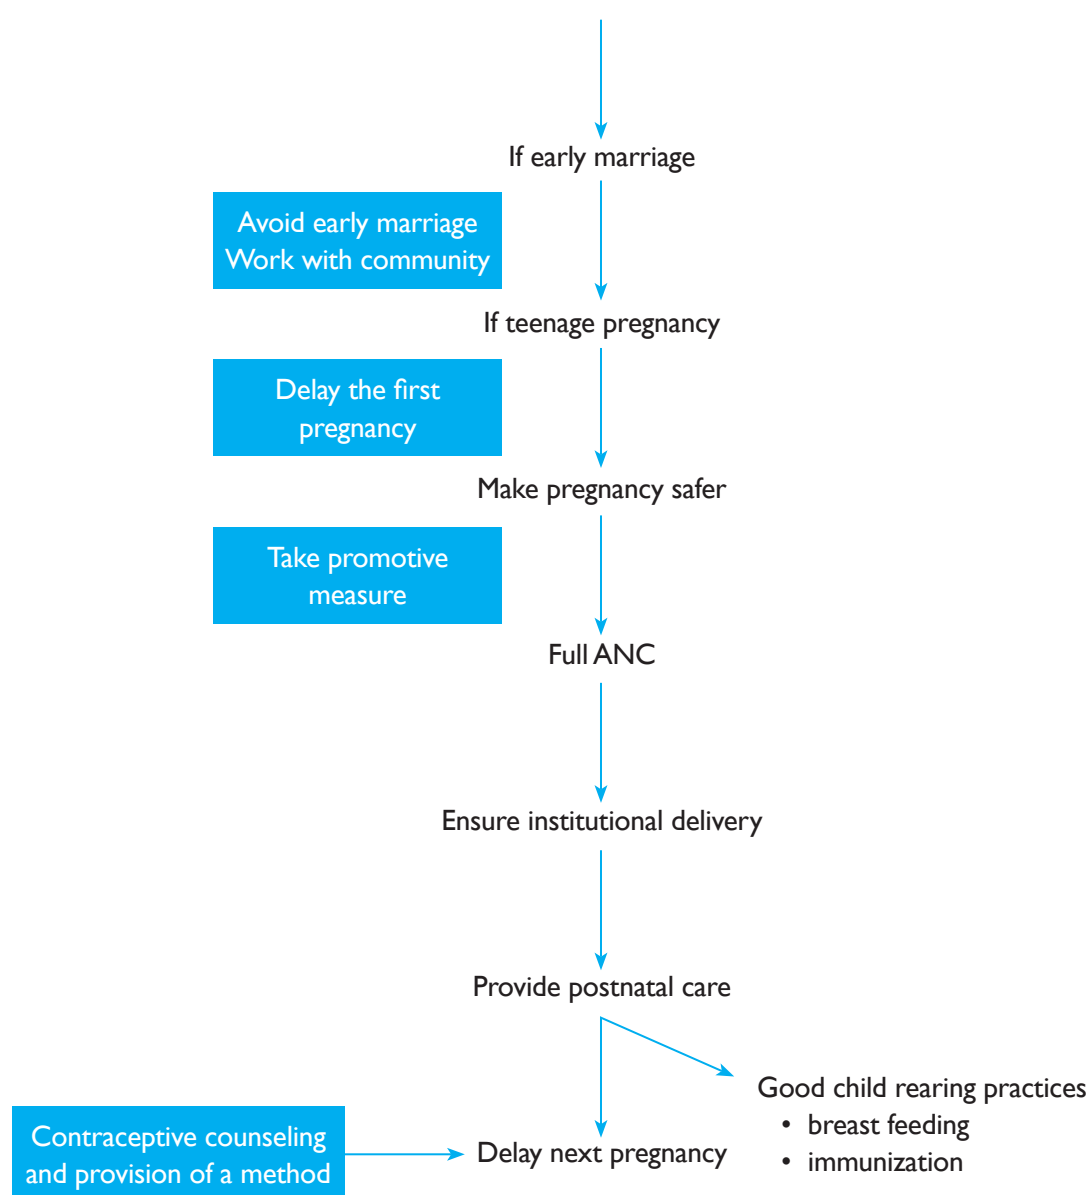 If early marriage
Avoid early marriage
Work with community
If teenage pregnancy
Delay the first
pregnancy
Make pregnancy safer
Take promotive
measure
Full ANC
Ensure institutional delivery
Provide postnatal care
Good child rearing practices
• breast feeding
• immunization
Contraceptive counseling
and provision of a method
Delay next pregnancy